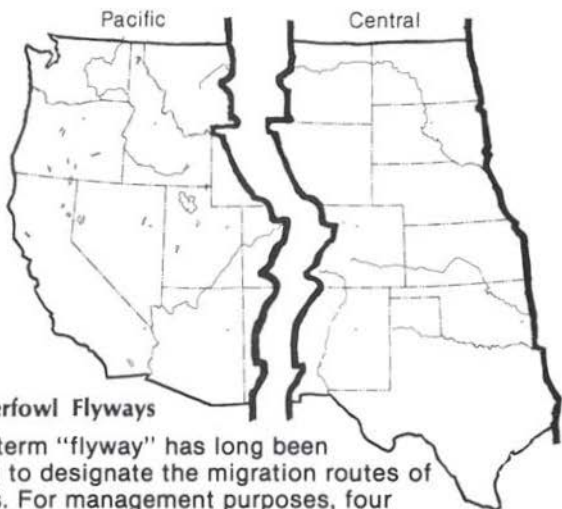 Pacific
Central
erfowl Flyways
term "flyway" has long been
to designate the migration routes of
s. For management purposes, four